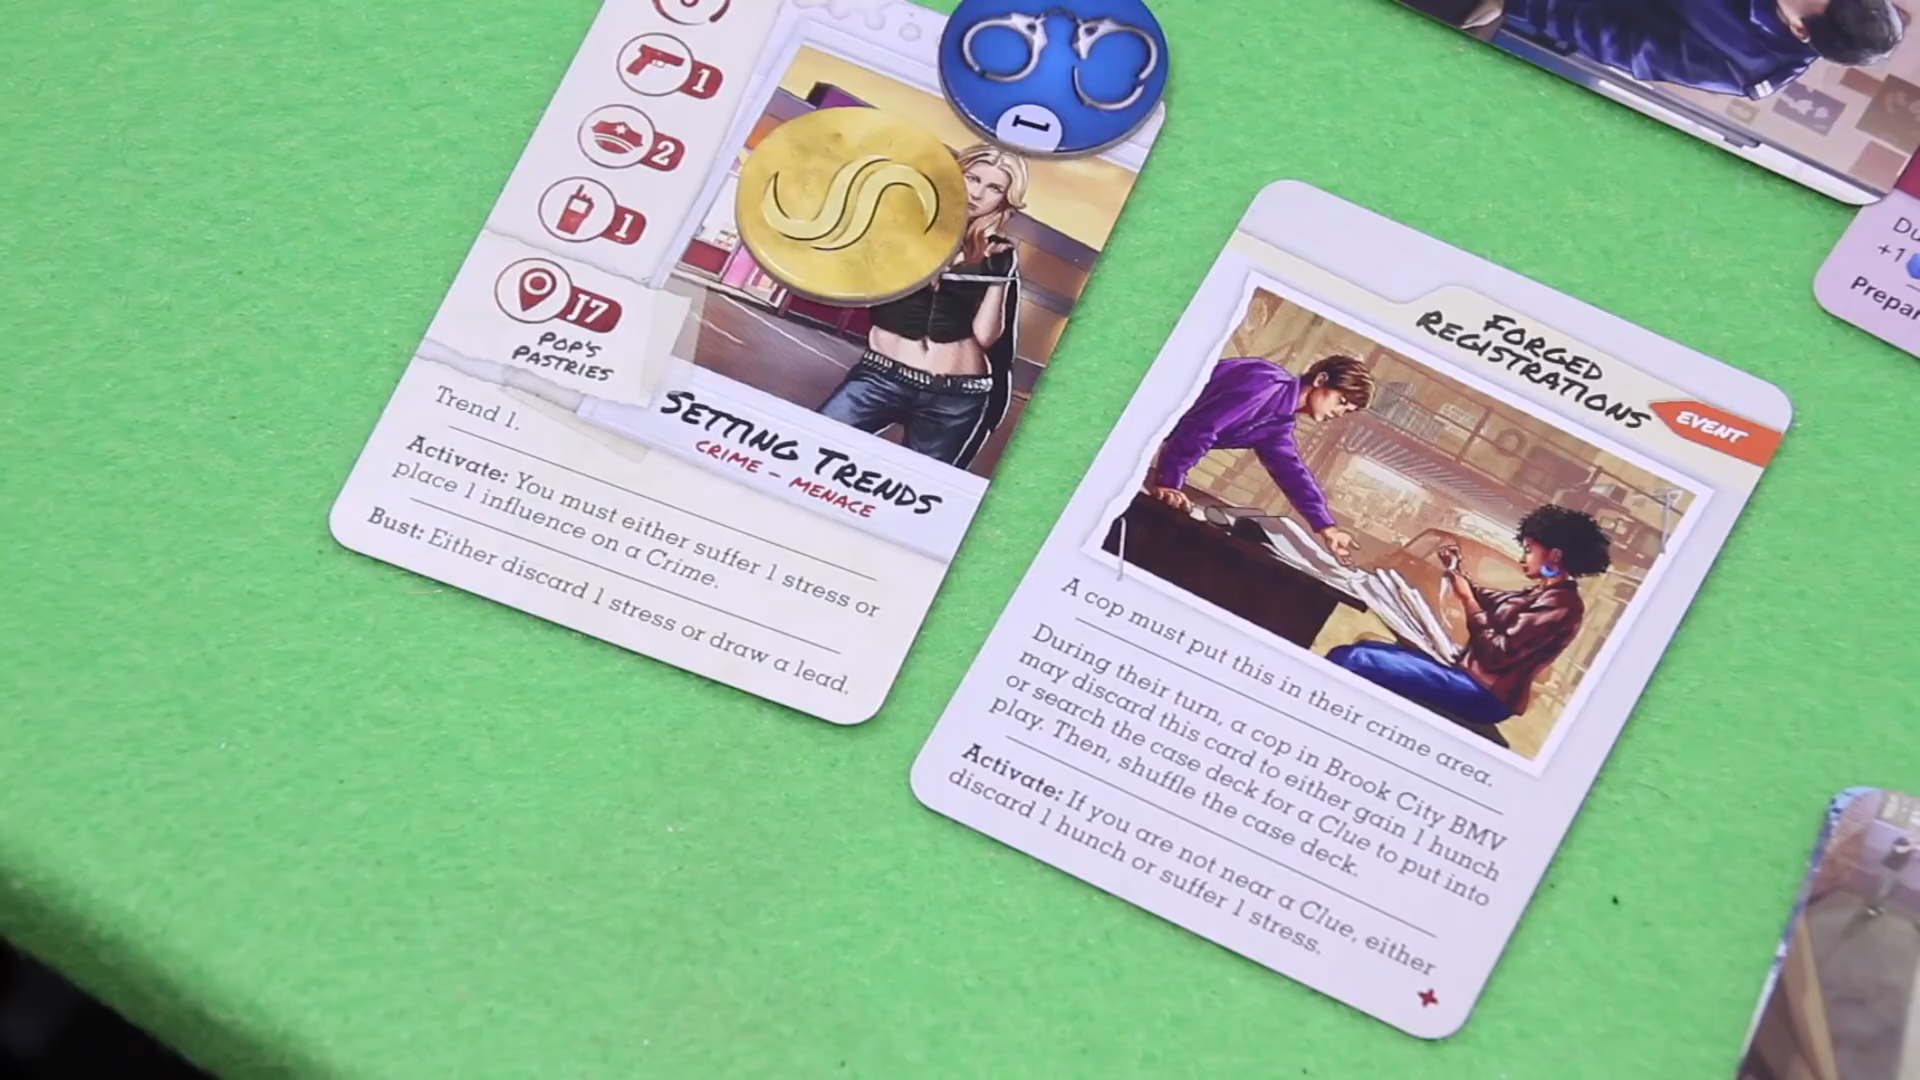 1
2
1
17
POP'S
PASTRIES
SETTING TRENDS
CRIME – MENACE
Trend 1.
Activate: You must either suffer 1 stress or
place 1 influence on a Crime.
Bust: Either discard 1 stress or draw a lead.
1
FORGED
REGISTRATIONS
EVENT
A cop must put this in their crime area.
During their turn, a cop in Brook City BMV
may discard this card to either gain 1 hunch
or search the case deck for a Clue to put into
play. Then, shuffle the case deck.
Activate: If you are not near a Clue, either
discard 1 hunch or suffer 1 stress.
Du
+1
Prepar